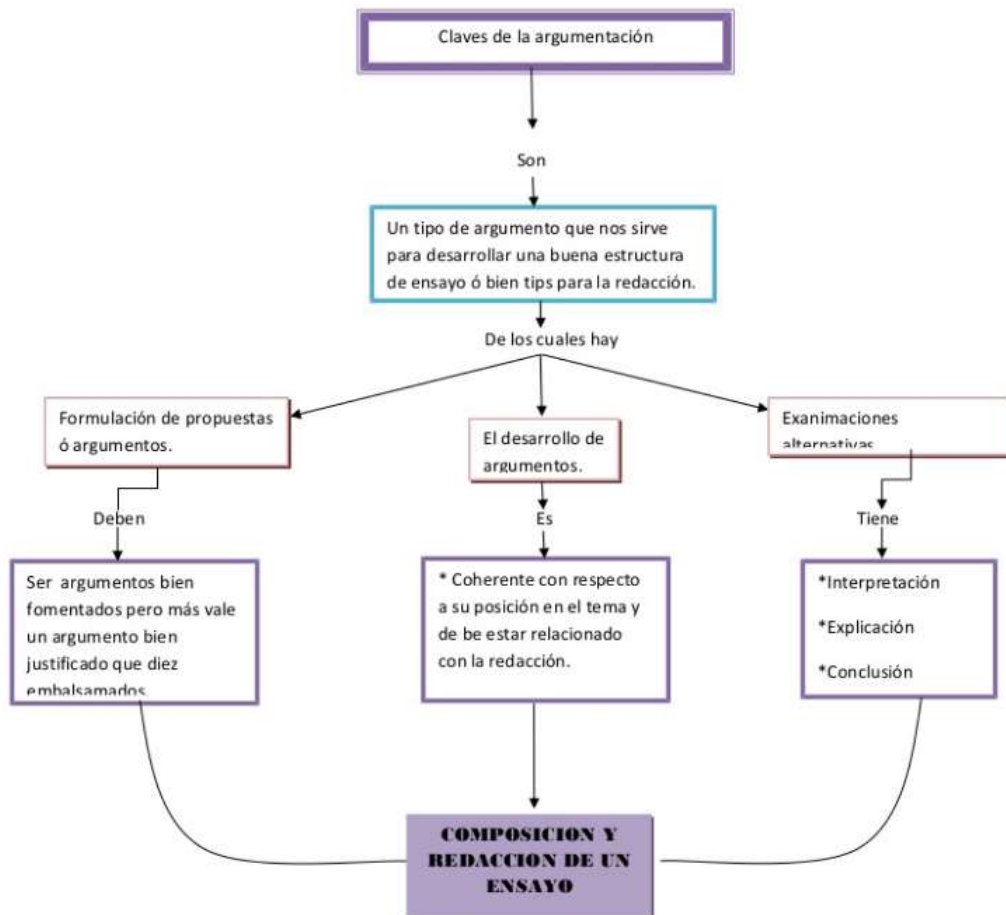 Claves de la argumentación
Son
Un tipo de argumento que nos sirve
para desarrollar una buena estructura
de ensayo ó bien tips para la redacción.
De los cuales hay
Formulación de propuestas
ó argumentos.
El desarrollo de
argumentos.
Exanimaciones
alternativas
Deben
Es
Tiene
Ser argumentos bien
fomentados pero más vale
un argumento bien
justificado que diez
embalsamados
* Coherente con respecto
a su posición en el tema y
de be estar relacionado
con la redacción.
*Interpretación
*Explicación
*Conclusión
COMPOSICION Y
REDACCION DE UN
ENSAYO